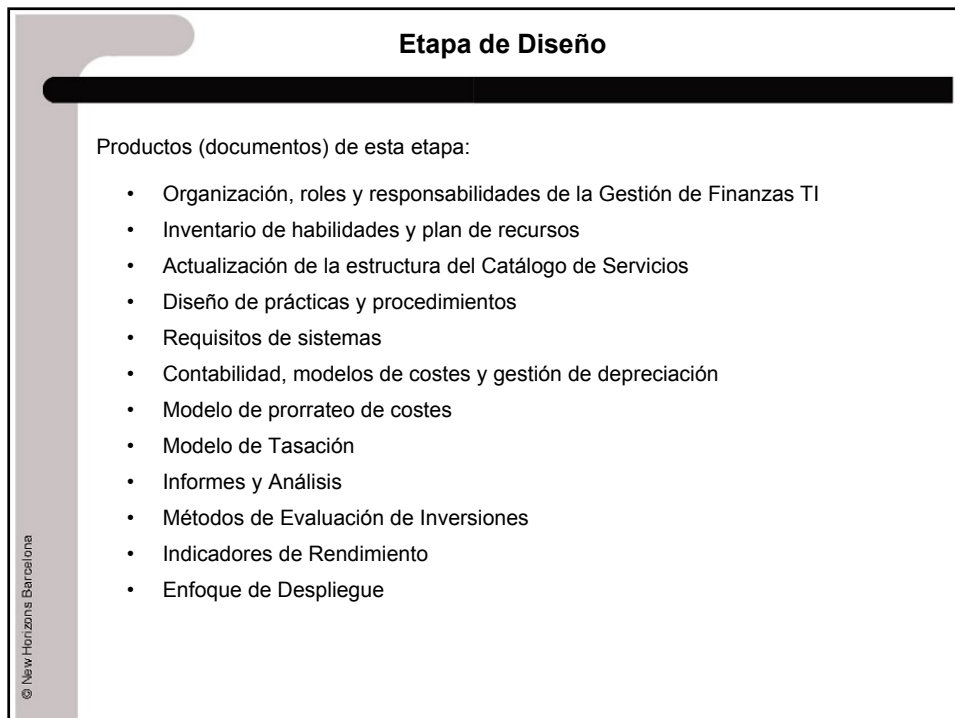 Etapa de Diseño
Productos (documentos) de esta etapa:
• Organización, roles y responsabilidades de la Gestión de Finanzas TI
• Inventario de habilidades y plan de recursos
• Actualización de la estructura del Catálogo de Servicios
• Diseño de prácticas y procedimientos
• Requisitos de sistemas
• Contabilidad, modelos de costes y gestión de depreciación
• Modelo de prorrateo de costes
• Modelo de Tasación
• Informes y Análisis
• Métodos de Evaluación de Inversiones
• Indicadores de Rendimiento
• Enfoque de Despliegue
© New Horizons Barcelona